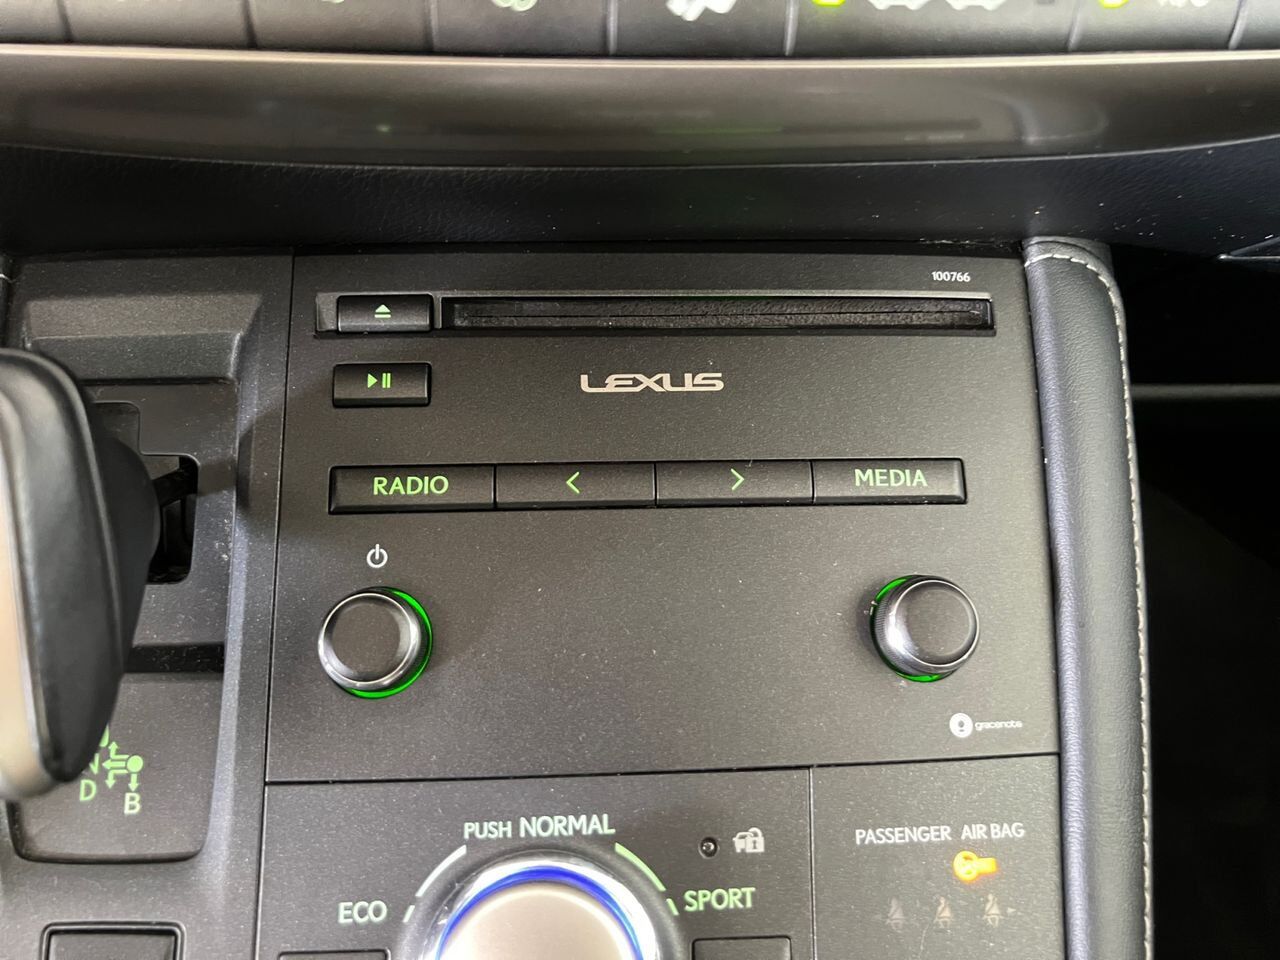 100766
LEXUS
RADIO
MEDIA
gracenote
N
D
B
PUSH NORMAL
ECO
SPORT
PASSENGER AIR BAG